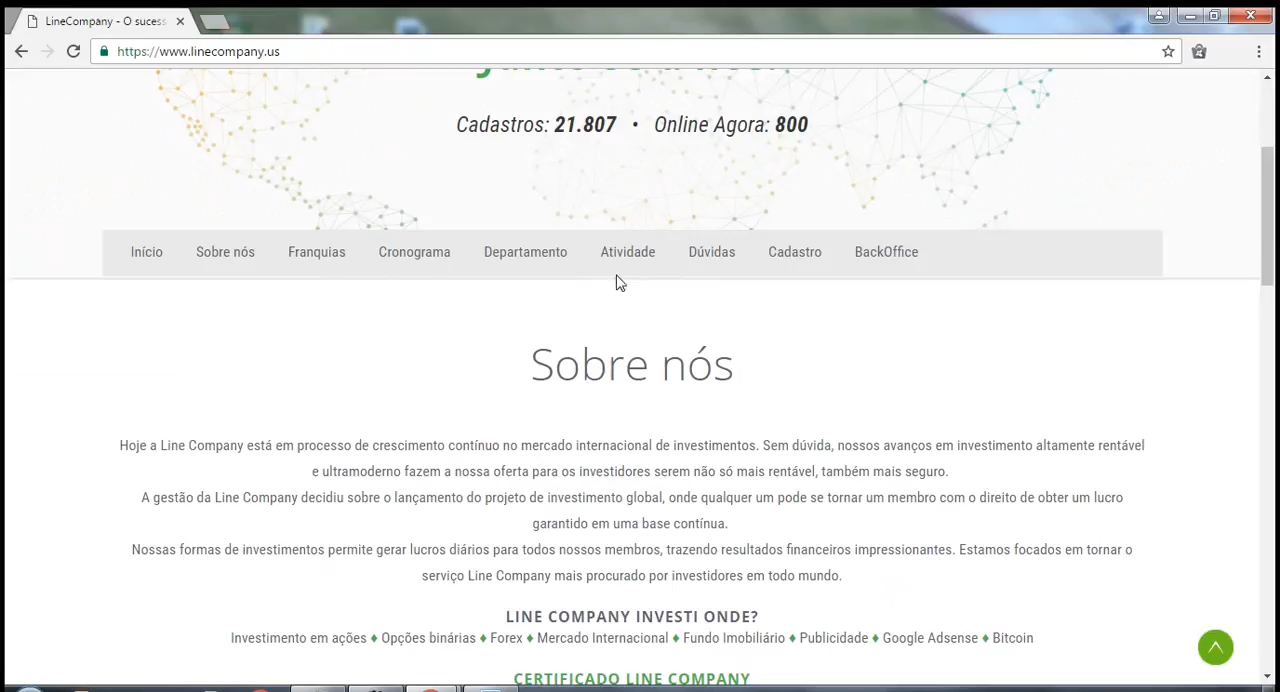 LineCompany - O sucess
https://www.linecompany.us
Cadastros: 21.807 • Online Agora: 800
Início Sobre nós Franquias Cronograma Departamento Atividade Dúvidas Cadastro BackOffice
Sobre nós
Hoje a Line Company está em processo de crescimento contínuo no mercado internacional de investimentos. Sem dúvida, nossos avanços em investimento altamente rentável
e ultramoderno fazem a nossa oferta para os investidores serem não só mais rentável, também mais seguro.
A gestão da Line Company decidiu sobre o lançamento do projeto de investimento global, onde qualquer um pode se tornar um membro com o direito de obter um lucro
garantido em uma base contínua.
Nossas formas de investimentos permite gerar lucros diários para todos nossos membros, trazendo resultados financeiros impressionantes. Estamos focados em tornar o
serviço Line Company mais procurado por investidores em todo mundo.
LINE COMPANY INVESTI ONDE?
Investimento em ações ♦ Opções binárias ♦ Forex ♦ Mercado Internacional ♦ Fundo Imobiliário ♦ Publicidade ♦ Google Adsense ♦ Bitcoin
CERTIFICADO LINE COMPANY